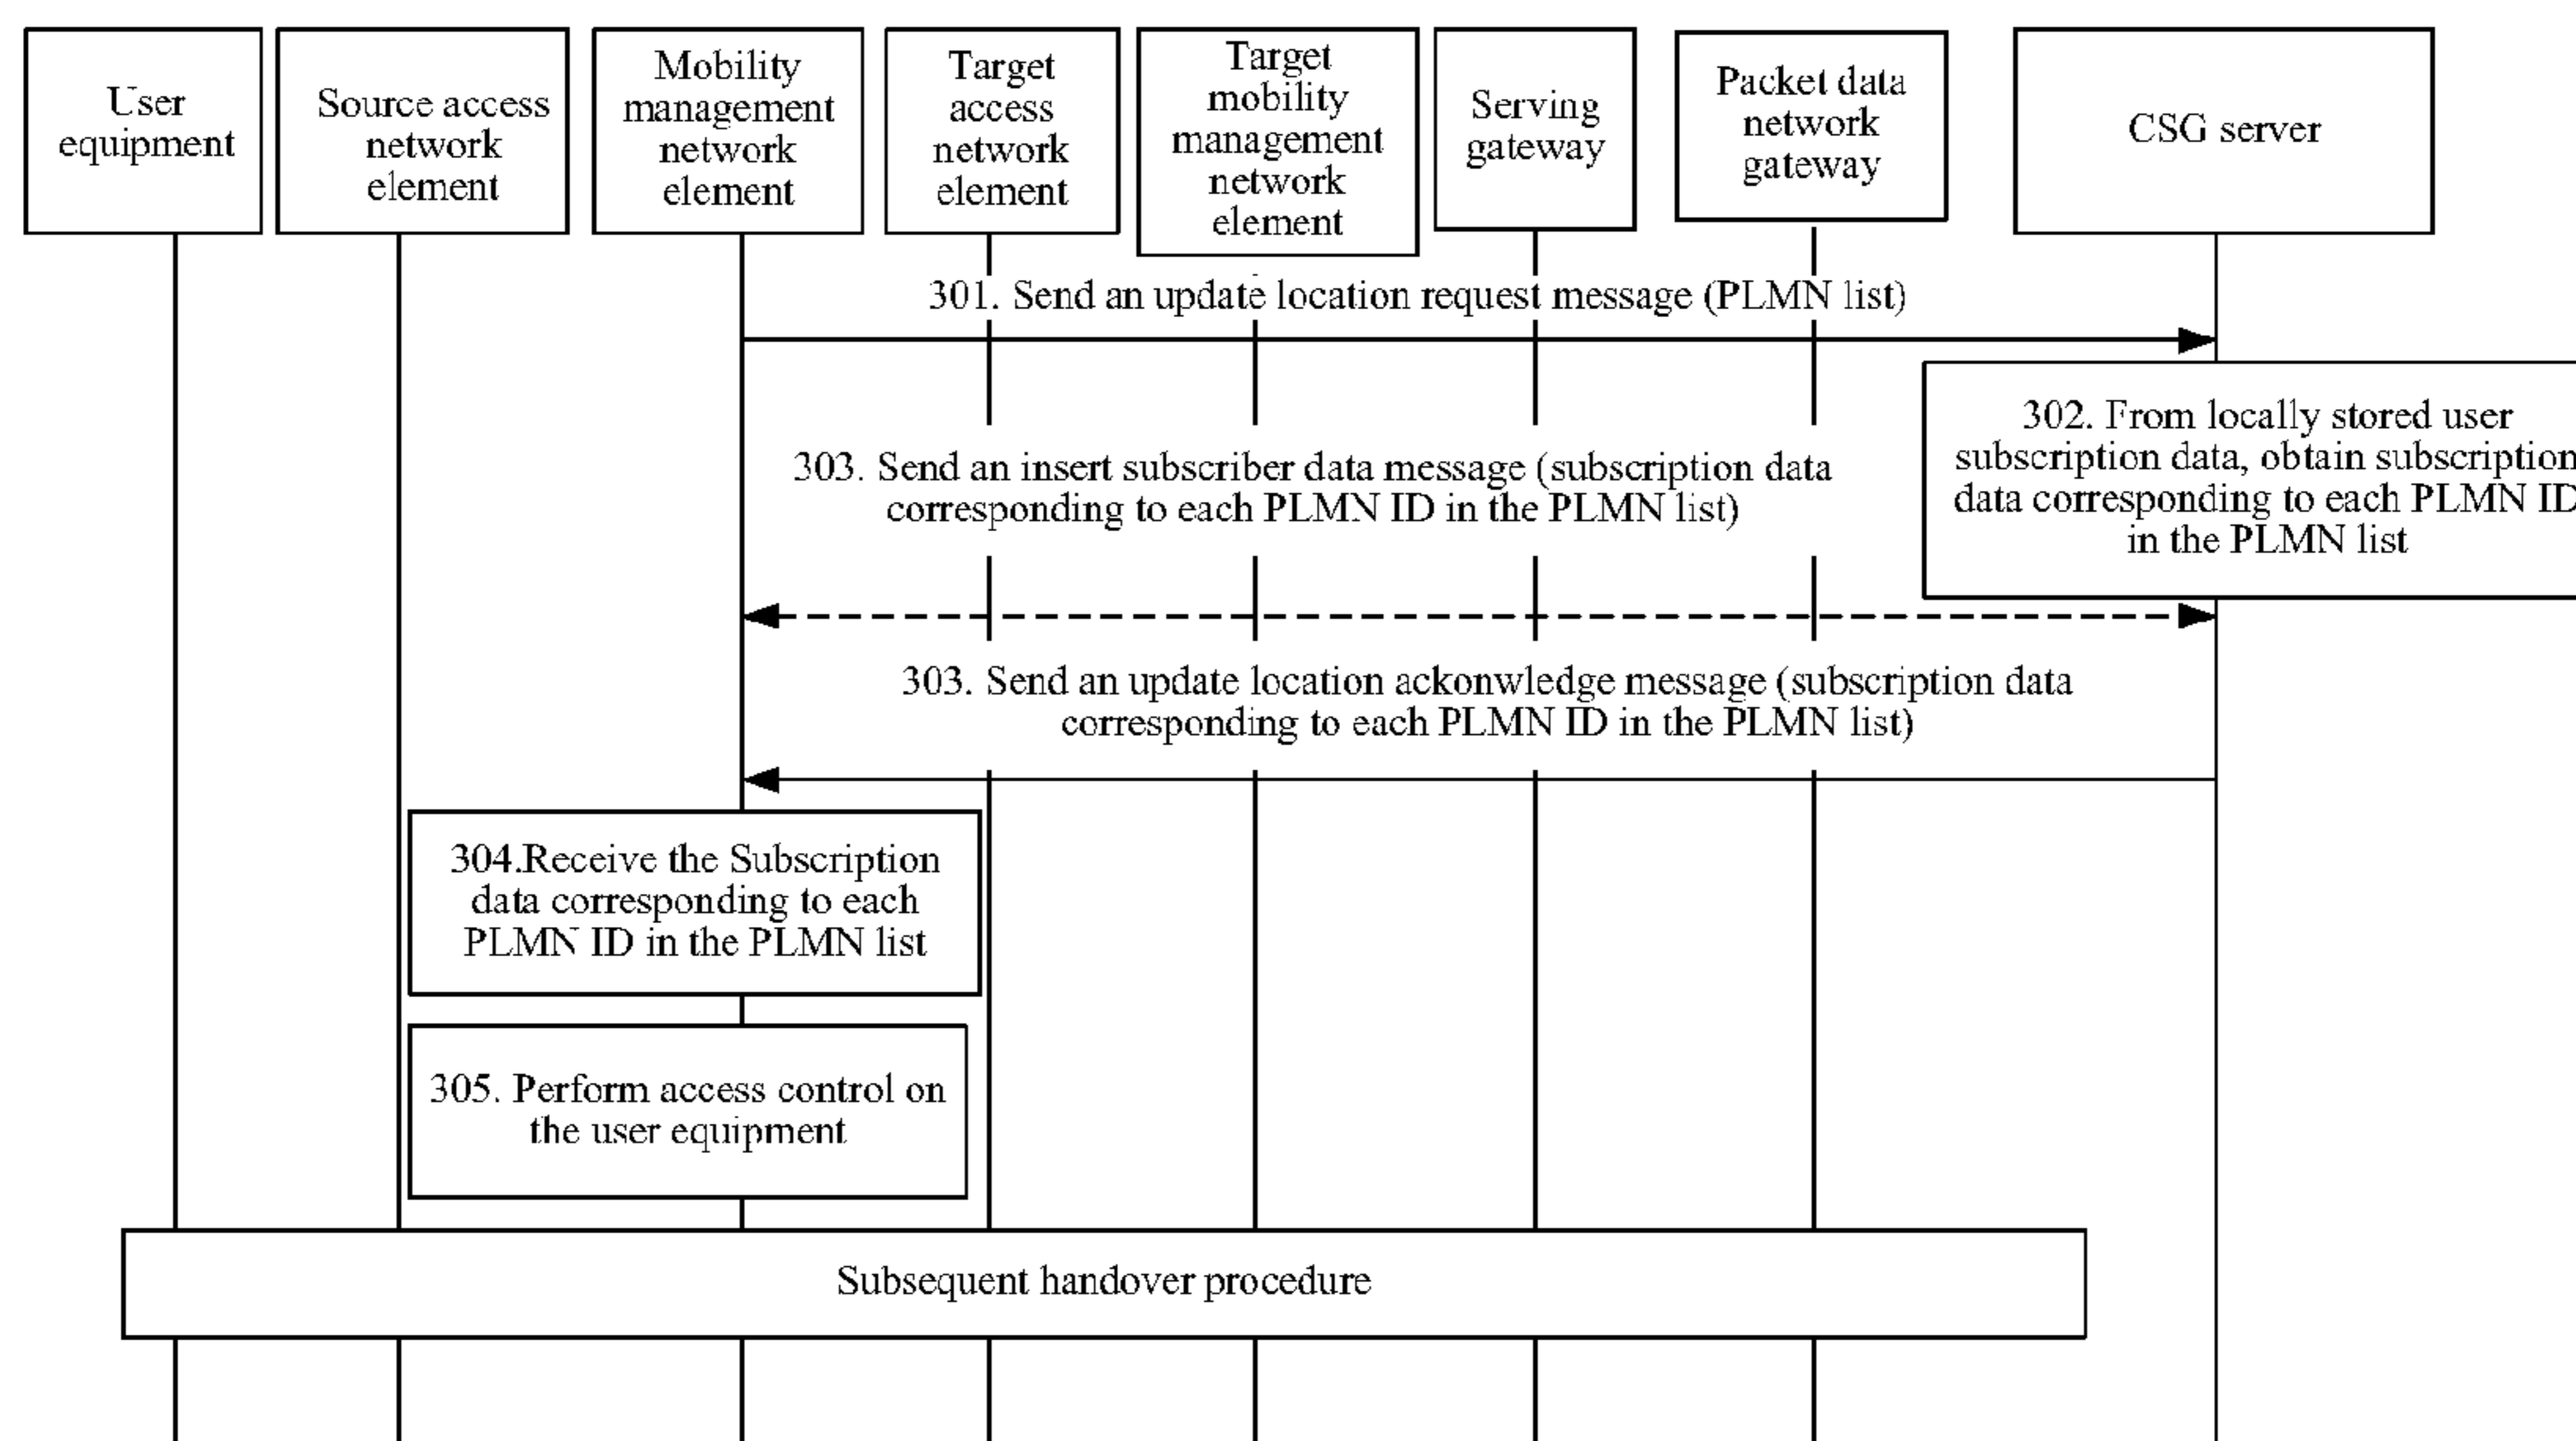 User
equipment
Source access
network
element
Mobility
management
network
element
Target
access
network
element
Target
mobility
management
network
element
Serving
gateway
Packet data
network
gateway
CSG server
301. Send an update location request message (PLMN list)
302. From locally stored user
subscription data, obtain subscription
data corresponding to each PLMN ID
in the PLMN list
303. Send an insert subscriber data message (subscription data
corresponding to each PLMN ID in the PLMN list)
303. Send an update location ackonwledge message (subscription data
corresponding to each PLMN ID in the PLMN list)
304.Receive the Subscription
data corresponding to each
PLMN ID in the PLMN list
305. Perform access control on
the user equipment
Subsequent handover procedure